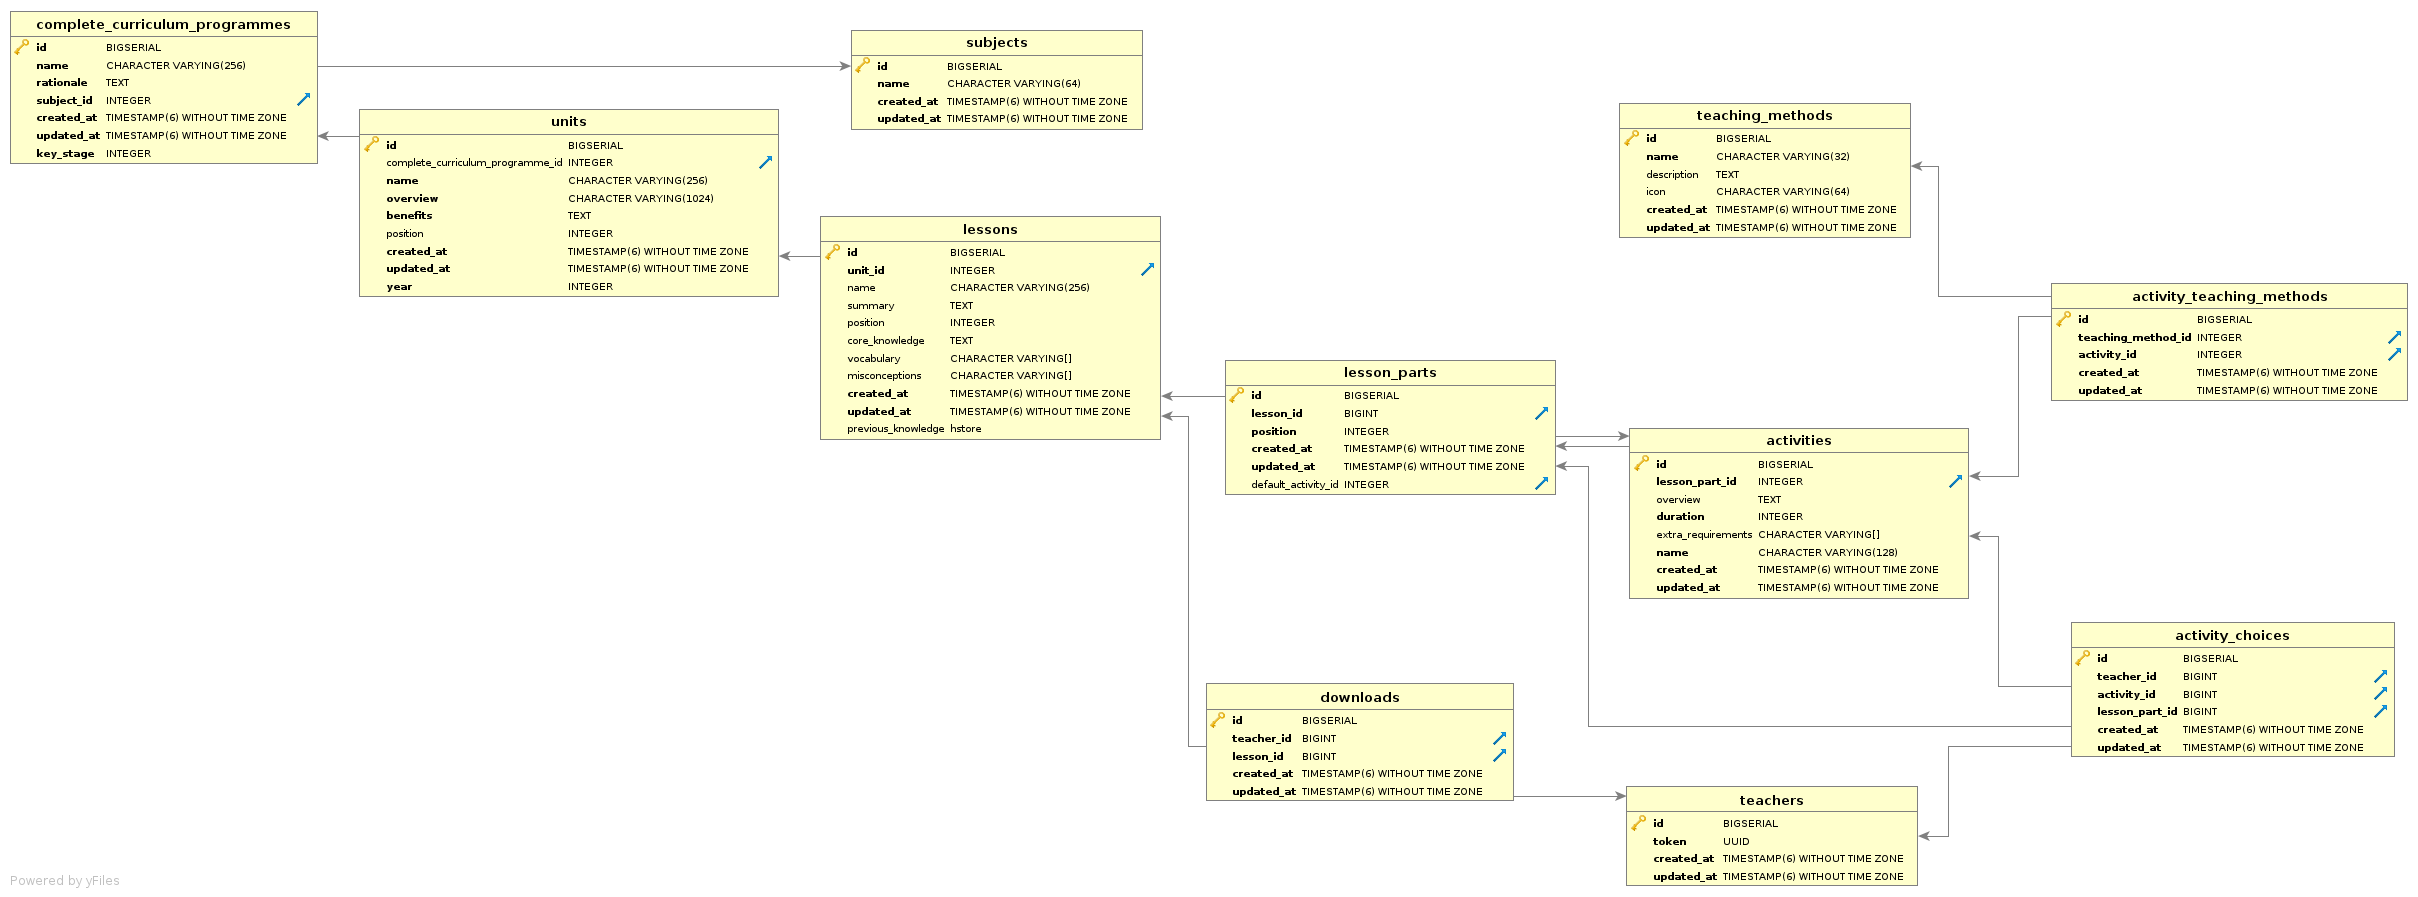 complete_curriculum_programmes
id BIGSERIAL
name CHARACTER VARYING(256)
rationale TEXT
subject_id INTEGER
created_at TIMESTAMP(6) WITHOUT TIME ZONE
updated_at TIMESTAMP(6) WITHOUT TIME ZONE
key_stage INTEGER
subjects
id BIGSERIAL
name CHARACTER VARYING(64)
created_at TIMESTAMP(6) WITHOUT TIME ZONE
updated_at TIMESTAMP(6) WITHOUT TIME ZONE
units
id BIGSERIAL
complete_curriculum_programme_id INTEGER
name CHARACTER VARYING(256)
overview CHARACTER VARYING(1024)
benefits TEXT
position INTEGER
created_at TIMESTAMP(6) WITHOUT TIME ZONE
updated_at TIMESTAMP(6) WITHOUT TIME ZONE
year INTEGER
teaching_methods
id BIGSERIAL
name CHARACTER VARYING(32)
description TEXT
icon CHARACTER VARYING(64)
created_at TIMESTAMP(6) WITHOUT TIME ZONE
updated_at TIMESTAMP(6) WITHOUT TIME ZONE
lessons
id BIGSERIAL
unit_id INTEGER
name CHARACTER VARYING(256)
summary TEXT
position INTEGER
core_knowledge TEXT
vocabulary CHARACTER VARYING[]
misconceptions CHARACTER VARYING[]
created_at TIMESTAMP(6) WITHOUT TIME ZONE
updated_at TIMESTAMP(6) WITHOUT TIME ZONE
previous_knowledge hstore
activity_teaching_methods
id BIGSERIAL
teaching_method_id INTEGER
activity_id INTEGER
created_at TIMESTAMP(6) WITHOUT TIME ZONE
updated_at TIMESTAMP(6) WITHOUT TIME ZONE
lesson_parts
id BIGSERIAL
lesson_id BIGINT
position INTEGER
created_at TIMESTAMP(6) WITHOUT TIME ZONE
updated_at TIMESTAMP(6) WITHOUT TIME ZONE
default_activity_id INTEGER
activities
id BIGSERIAL
lesson_part_id INTEGER
overview TEXT
duration INTEGER
extra_requirements CHARACTER VARYING[]
name CHARACTER VARYING(128)
created_at TIMESTAMP(6) WITHOUT TIME ZONE
updated_at TIMESTAMP(6) WITHOUT TIME ZONE
activity_choices
id BIGSERIAL
teacher_id BIGINT
activity_id BIGINT
lesson_part_id BIGINT
created_at TIMESTAMP(6) WITHOUT TIME ZONE
updated_at TIMESTAMP(6) WITHOUT TIME ZONE
downloads
id BIGSERIAL
teacher_id BIGINT
lesson_id BIGINT
created_at TIMESTAMP(6) WITHOUT TIME ZONE
updated_at TIMESTAMP(6) WITHOUT TIME ZONE
teachers
id BIGSERIAL
token UUID
created_at TIMESTAMP(6) WITHOUT TIME ZONE
updated_at TIMESTAMP(6) WITHOUT TIME ZONE
Powered by yFiles